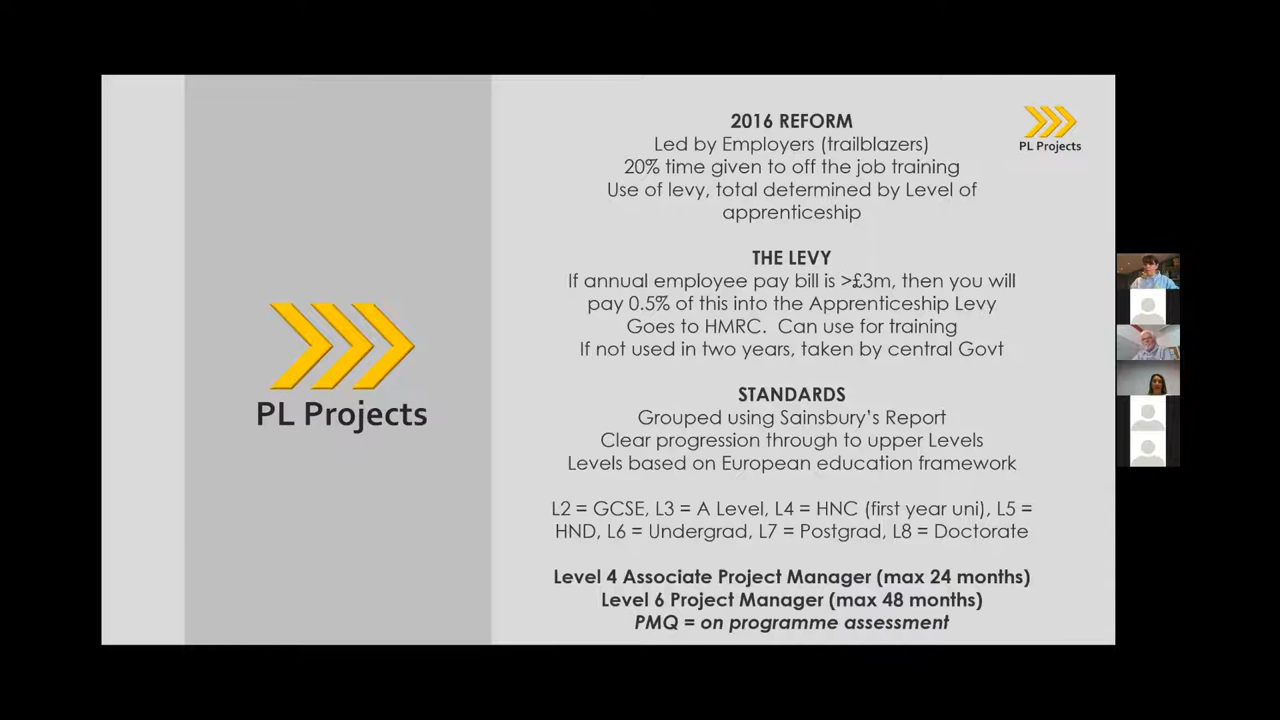 2016 REFORM
Led by Employers (trailblazers)
20% time given to off the job training
Use of levy, total determined by Level of
apprenticeship
PL Projects
THE LEVY
If annual employee pay bill is >£3m, then you will
pay 0.5% of this into the Apprenticeship Levy
Goes to HMRC. Can use for training
If not used in two years, taken by central Govt
PL Projects
STANDARDS
Grouped using Sainsbury's Report
Clear progression through to upper Levels
Levels based on European education framework
L2 = GCSE, L3 = A Level, L4 = HNC (first year uni), L5 =
HND, L6 = Undergrad, L7 = Postgrad, L8 = Doctorate
Level 4 Associate Project Manager (max 24 months)
Level 6 Project Manager (max 48 months)
PMQ = on programme assessment